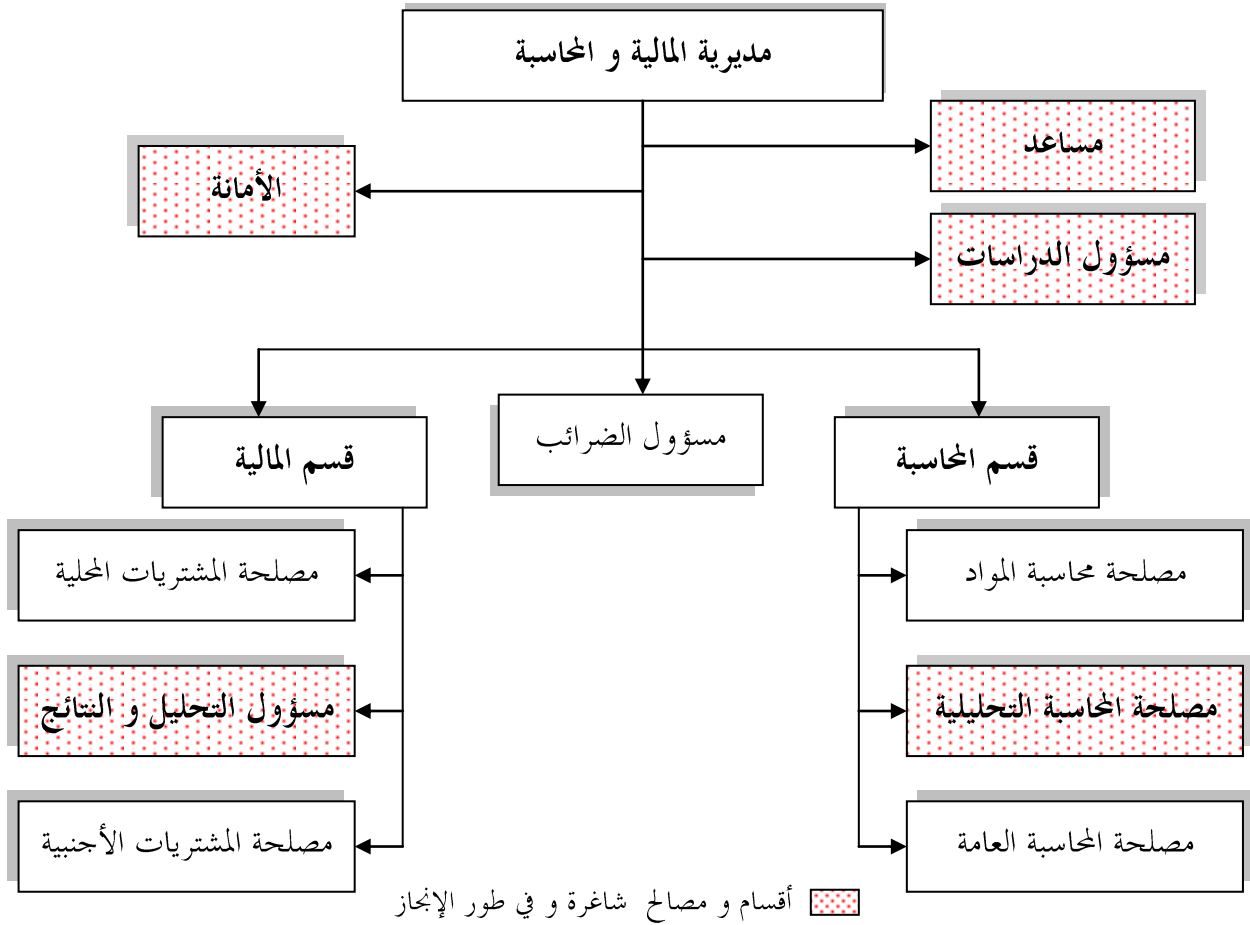 مديرية المالية و المحاسبة
مساعد
الأمانة
مسؤول الدراسات
مسؤول الضرائب
قسم المحاسبة
قسم المالية
مصلحة محاسبة المواد
مصلحة المشتريات المحلية
مصلحة المحاسبة التحليلية
مسؤول التحليل و النتائج
مصلحة المحاسبة العامة
مصلحة المشتريات الأجنبية
أقسام و مصالح شاغرة و في طور الإنجاز